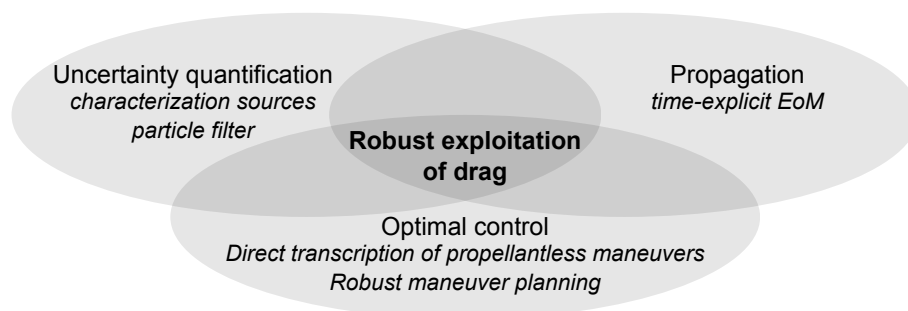 Uncertainty quantification
characterization sources
particle filter
Propagation
time-explicit EoM
Robust exploitation
of drag
Optimal control
Direct transcription of propellantless maneuvers
Robust maneuver planning